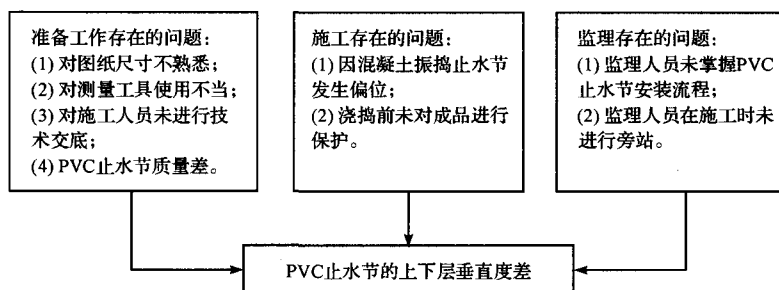 准备工作存在的问题：
(1) 对图纸尺寸不熟悉；
(2) 对测量工具使用不当；
(3) 对施工人员未进行技
术交底；
(4) PVC止水节质量差。
施工存在的问题：
(1) 因混凝土振捣止水节
发生偏位；
(2) 浇捣前未对成品进行
保护。
监理存在的问题：
(1) 监理人员未掌握PVC
止水节安装流程；
(2) 监理人员在施工时未
进行旁站。
PVC止水节的上下层垂直度差